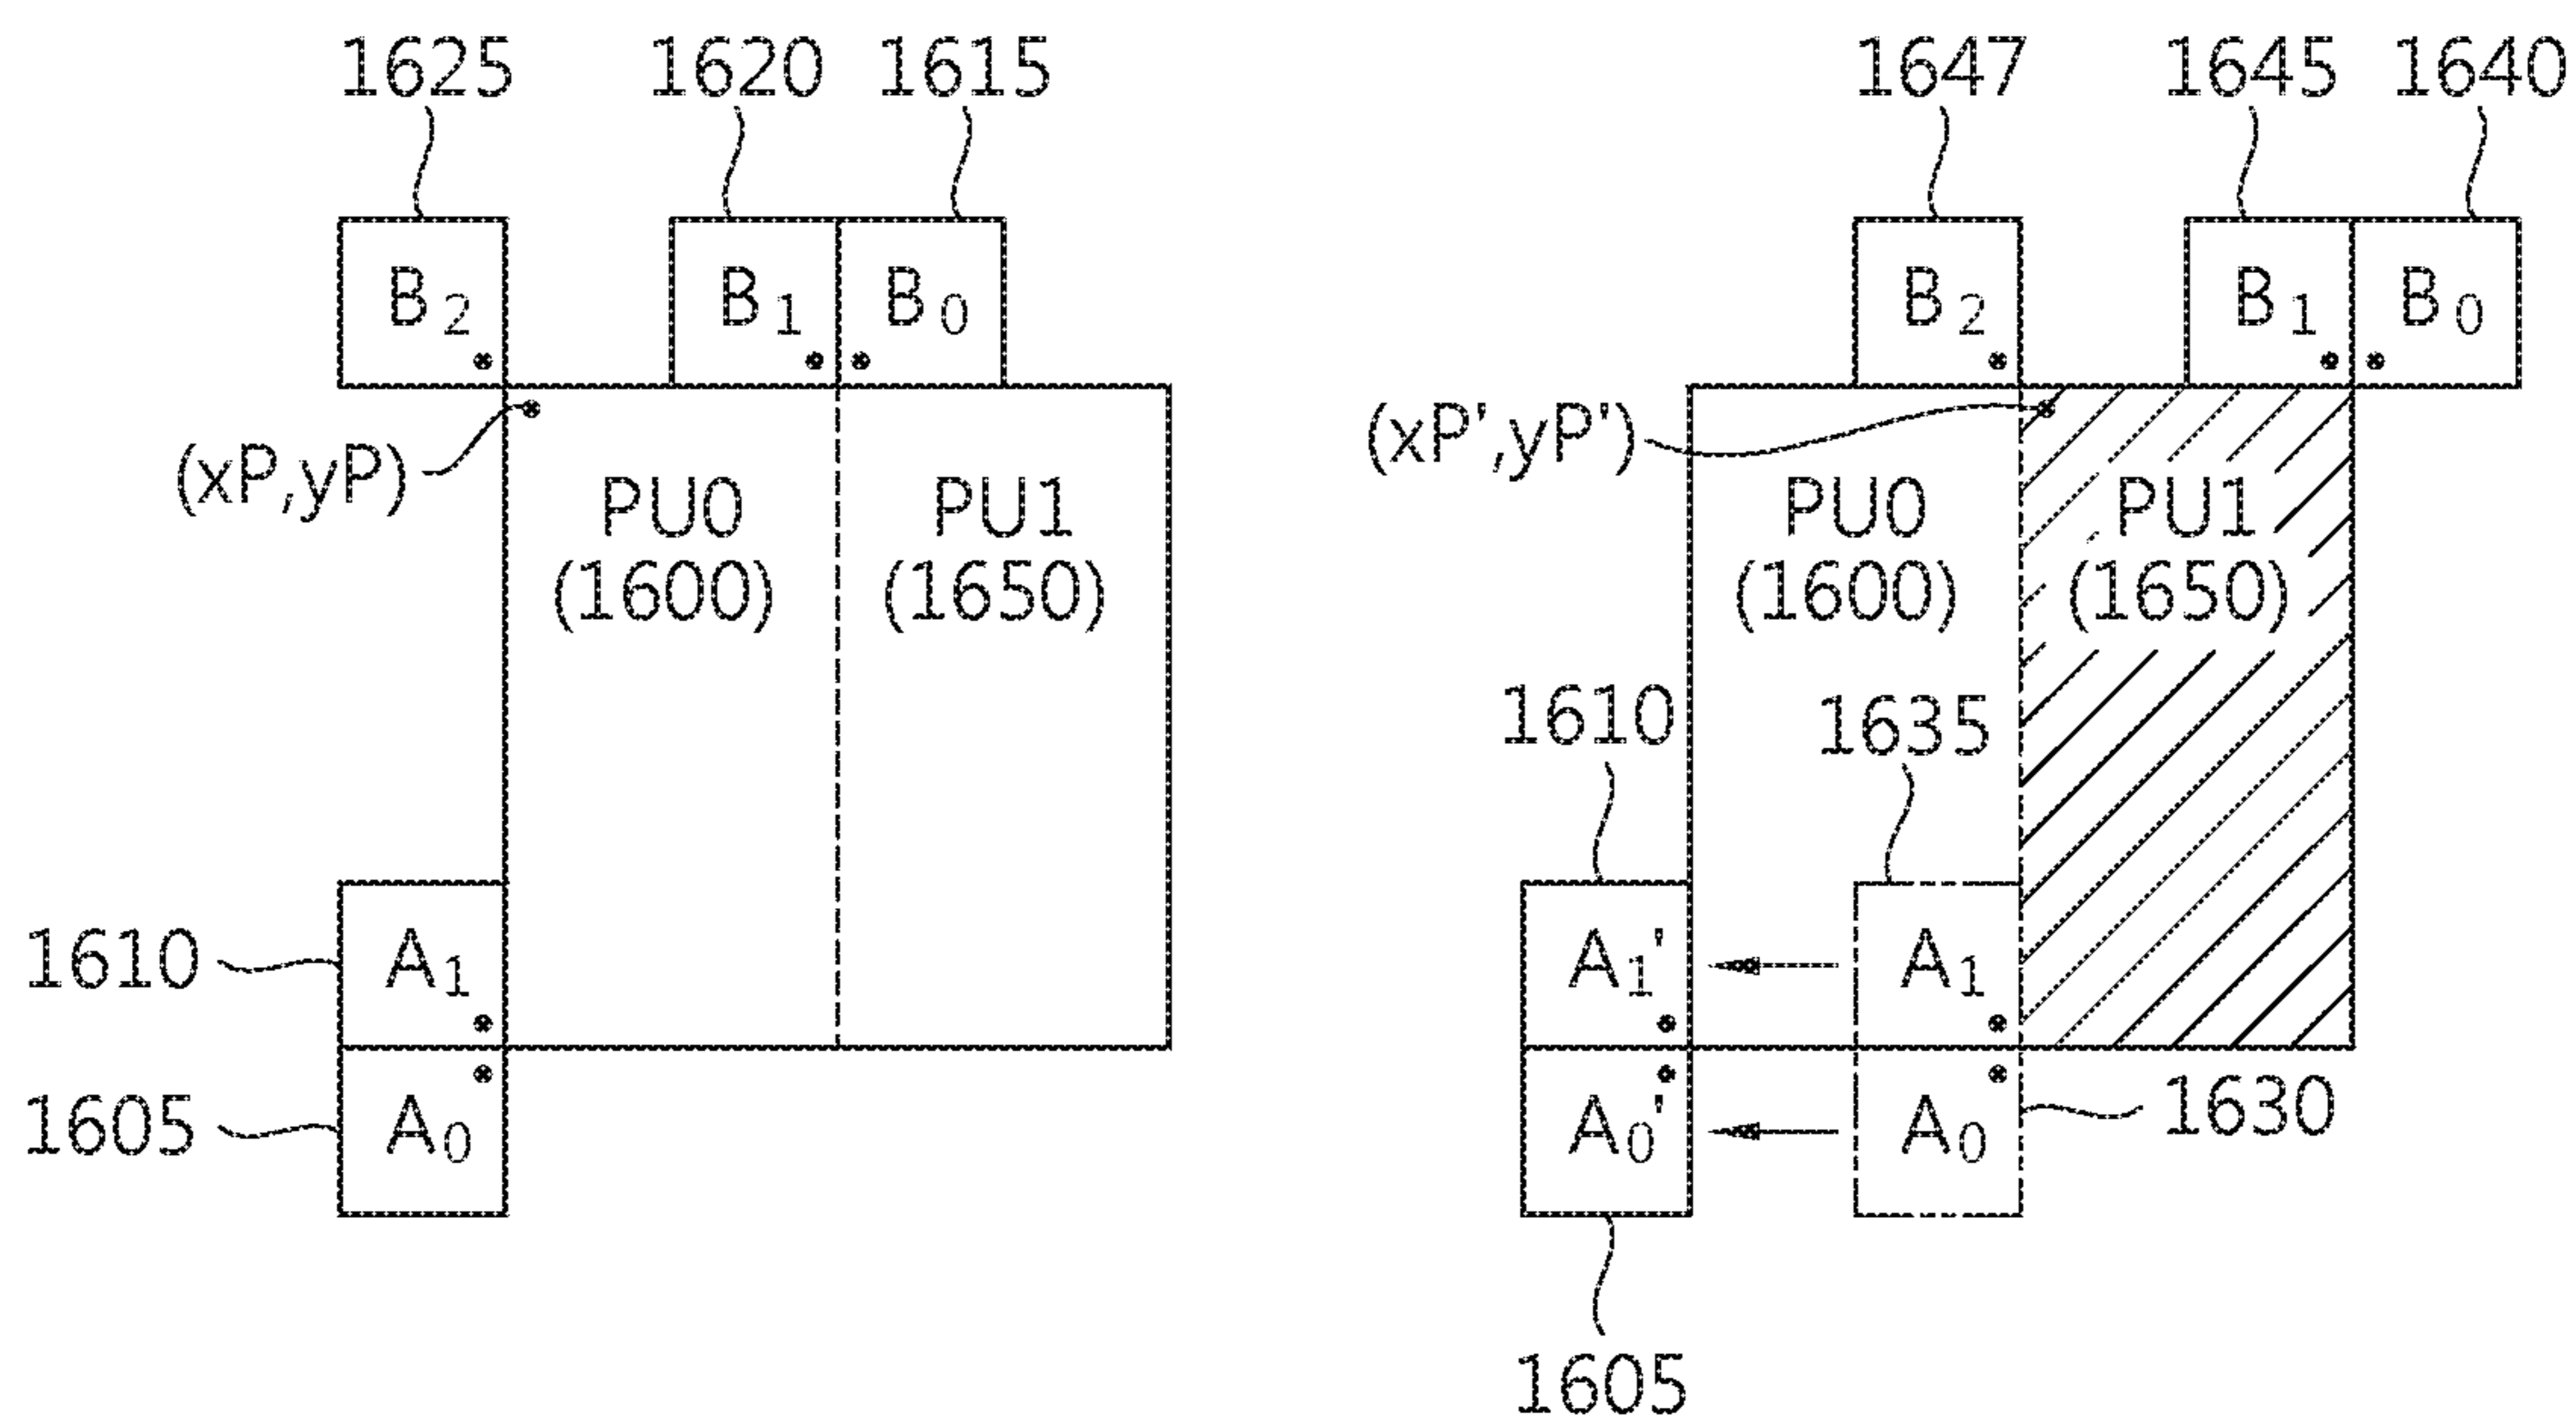 1625
1620
1615
B2
B1
B0
(xP,yP)
PU0
(1600)
PU1
(1650)
1610
A1
1605
A0
1647
1645
1640
B2
B1
B0
(xP',yP')
PU0
(1600)
PU1
(1650)
1610
1635
A1'
A1
A0'
A0
1630
1605